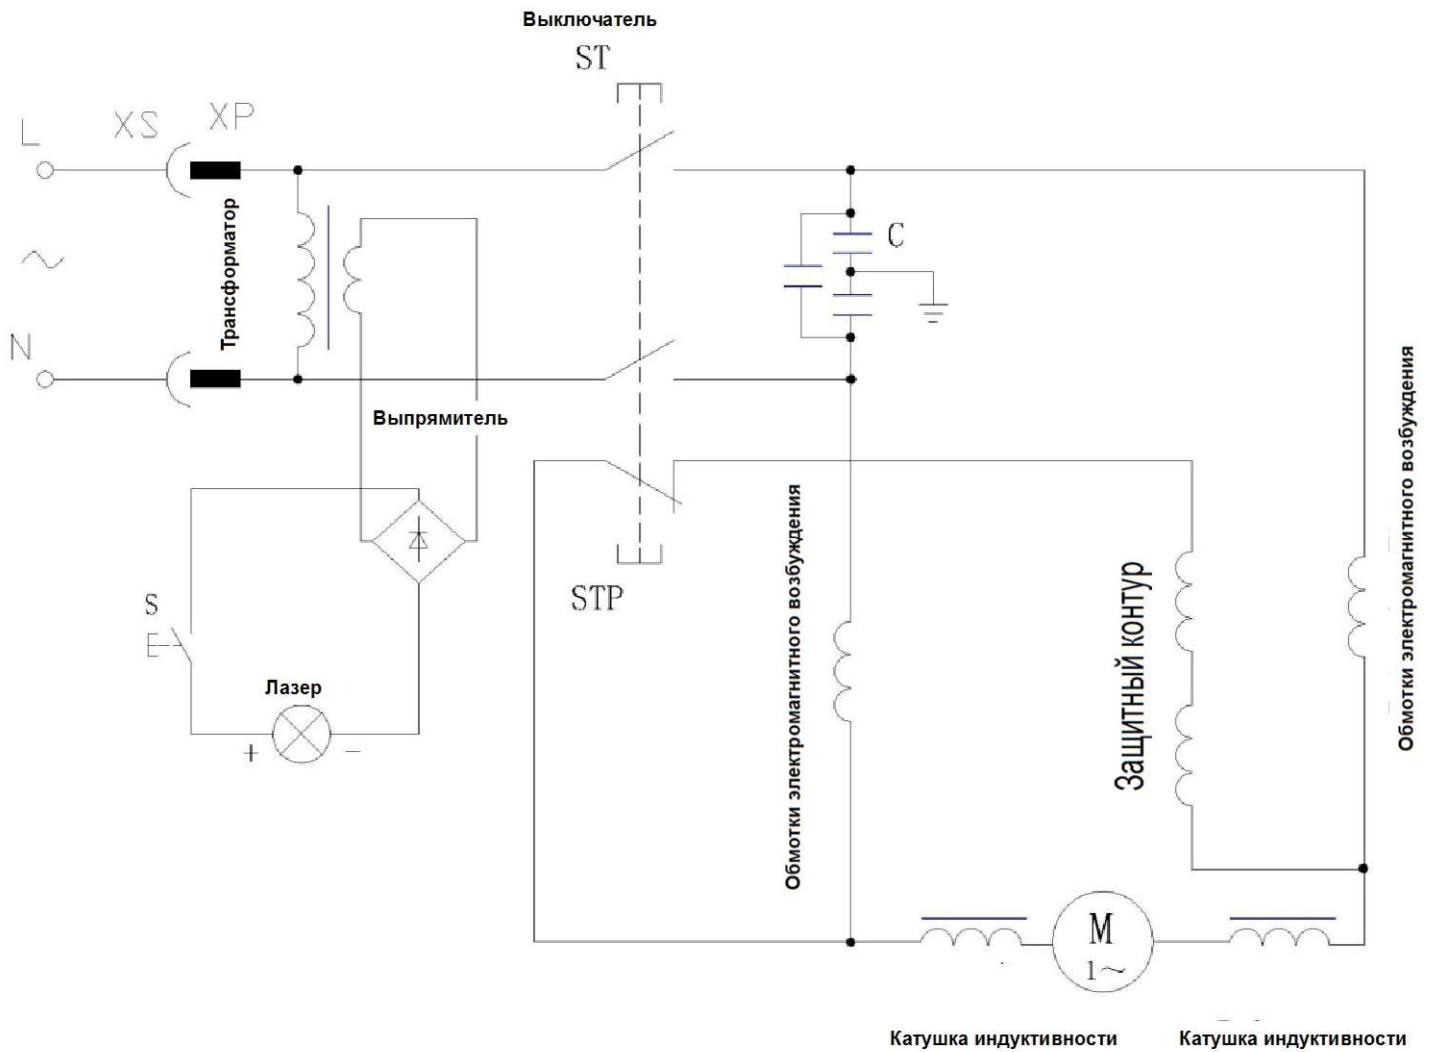 Выключатель
ST
L
XS
XP
Трансформатор
C
N
Выпрямитель
Обмотки электромагнитного возбуждения
Обмотки электромагнитного возбуждения
Защитный контур
STP
S
E
Лазер
+
−
M
1~
Катушка индуктивности
Катушка индуктивности